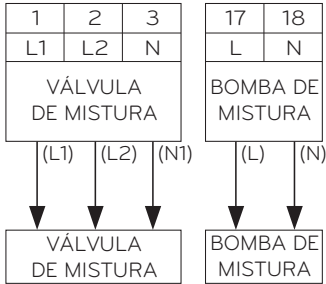 1 2 3 17 18
L1 L2 N L N
VÁLVULA DE MISTURA
BOMBA DE MISTURA
(L1) (L2) (N1) (L) (N)
VÁLVULA DE MISTURA
BOMBA DE MISTURA